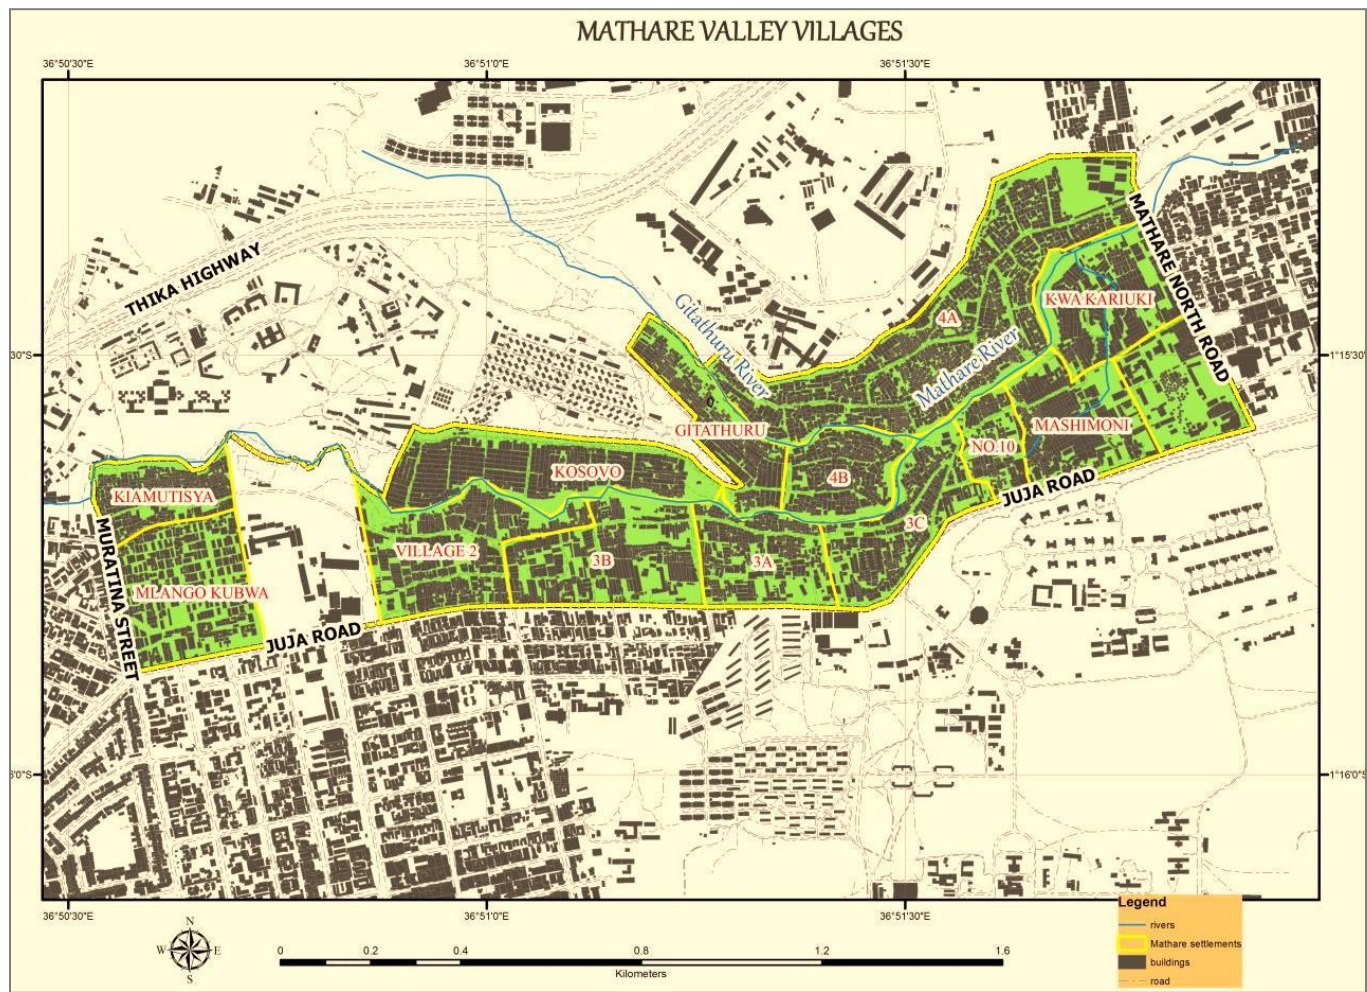 MATHARE VALLEY VILLAGES
36°50'30"E
36°51'0"E
36°51'30"E
THIKA HIGHWAY
MATHARE NORTH ROAD
KWA KARIUKI
Gitathuru River
4A
Mathare River
30"S
1°15'30"S
GITATHURU
MASHIMONI
NO.10
KOSOVO
4B
KIAMUTISYA
JUJA ROAD
3C
MURATINA STREET
VILLAGE 2
3B
3A
MLANGO KUBWA
JUJA ROAD
6'0"S
1°16'0"S
36°50'30"E
36°51'0"E
36°51'30"E
N
W
E
S
0
0.2
0.4
0.8
1.2
1.6
Kilometers
Legend
rivers
Mathare settlements
buildings
road